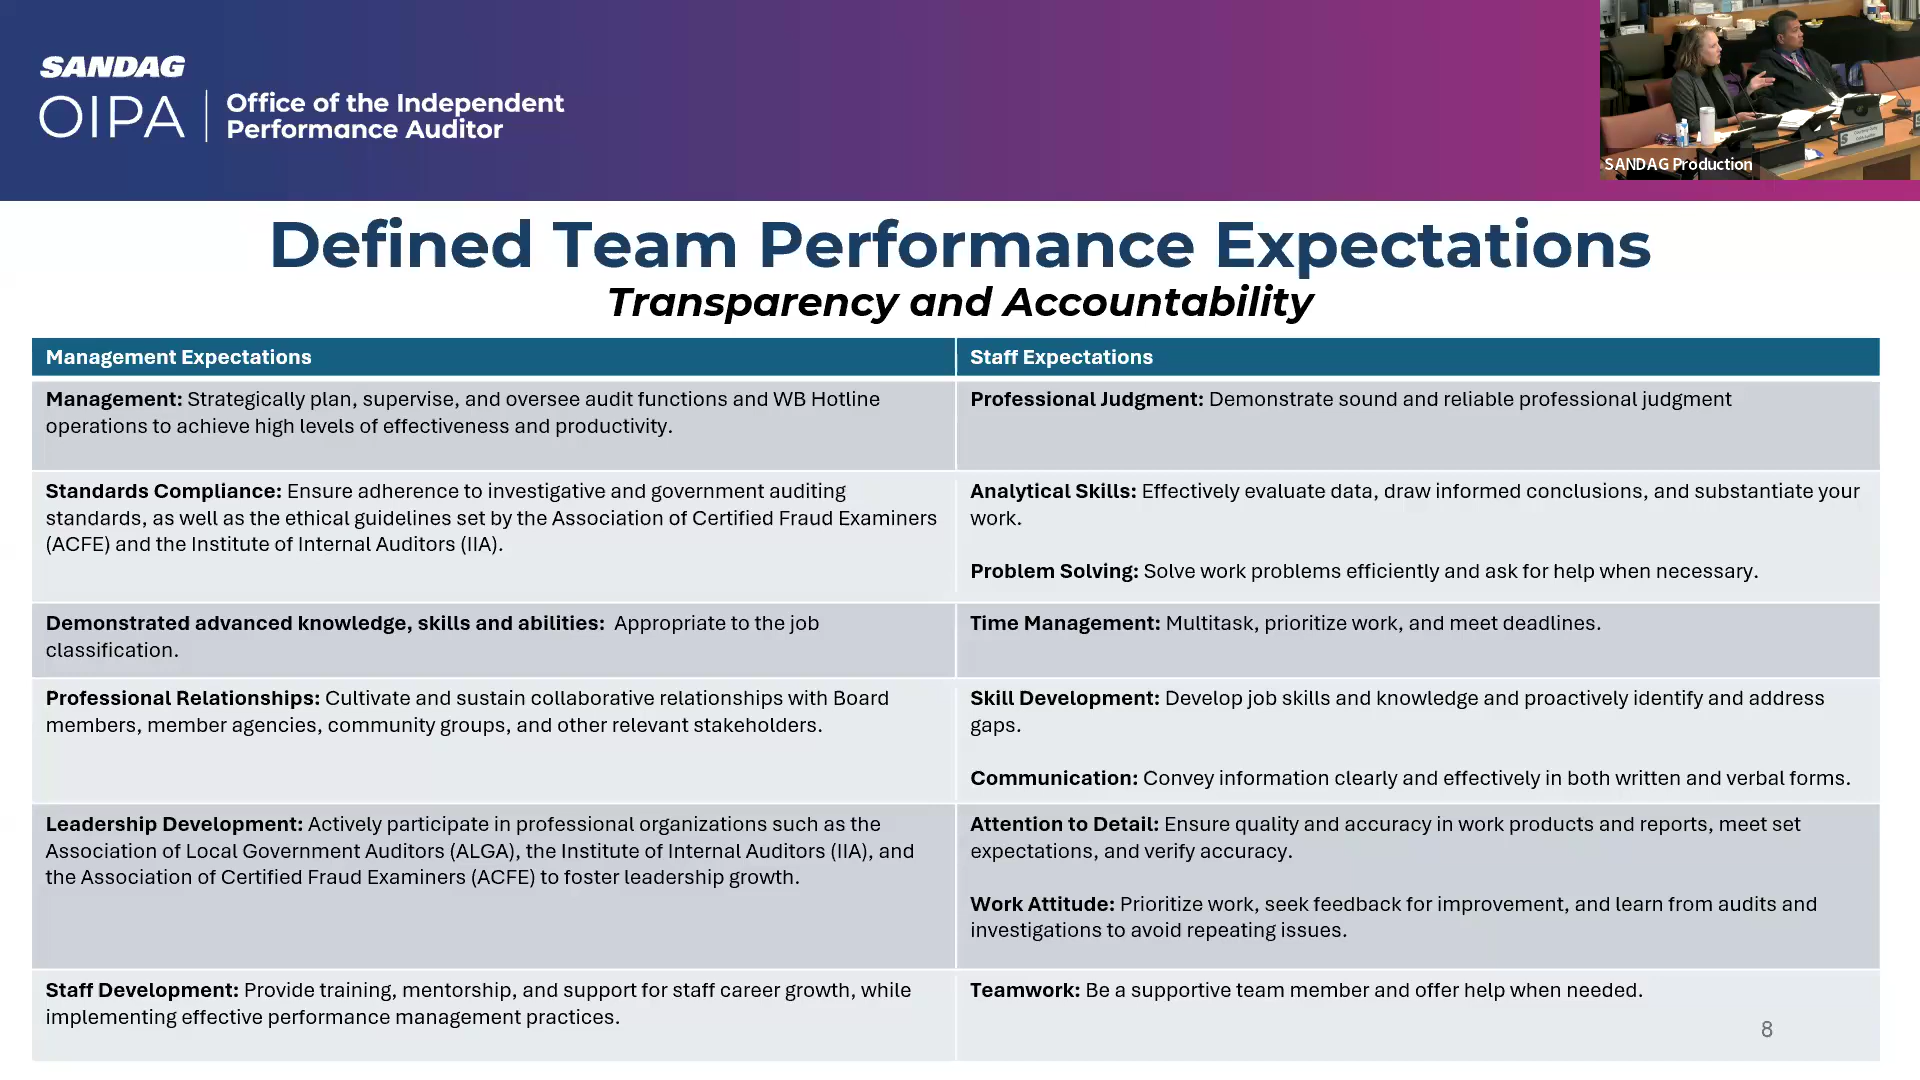 SANDAG
OIPA
Office of the Independent
Performance Auditor
SANDAG Production
Defined Team Performance Expectations
Transparency and Accountability
Management Expectations
Staff Expectations
Management: Strategically plan, supervise, and oversee audit functions and WB Hotline
operations to achieve high levels of effectiveness and productivity.
Professional Judgment: Demonstrate sound and reliable professional judgment
Standards Compliance: Ensure adherence to investigative and government auditing
standards, as well as the ethical guidelines set by the Association of Certified Fraud Examiners
(ACFE) and the Institute of Internal Auditors (IIA).
Analytical Skills: Effectively evaluate data, draw informed conclusions, and substantiate your
work.
Problem Solving: Solve work problems efficiently and ask for help when necessary.
Demonstrated advanced knowledge, skills and abilities: Appropriate to the job
classification.
Time Management: Multitask, prioritize work, and meet deadlines.
Professional Relationships: Cultivate and sustain collaborative relationships with Board
members, member agencies, community groups, and other relevant stakeholders.
Skill Development: Develop job skills and knowledge and proactively identify and address
gaps.
Communication: Convey information clearly and effectively in both written and verbal forms.
Leadership Development: Actively participate in professional organizations such as the
Association of Local Government Auditors (ALGA), the Institute of Internal Auditors (IIA), and
the Association of Certified Fraud Examiners (ACFE) to foster leadership growth.
Attention to Detail: Ensure quality and accuracy in work products and reports, meet set
expectations, and verify accuracy.
Work Attitude: Prioritize work, seek feedback for improvement, and learn from audits and
investigations to avoid repeating issues.
Staff Development: Provide training, mentorship, and support for staff career growth, while
implementing effective performance management practices.
Teamwork: Be a supportive team member and offer help when needed.
8